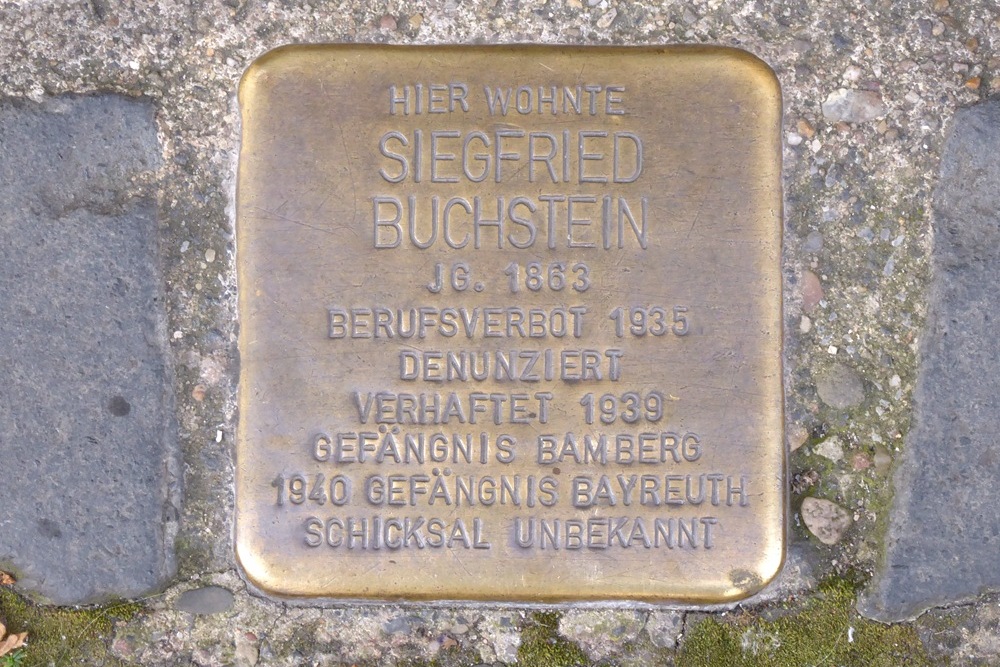 HIER WOHNTE
SIEGFRIED
BUCHSTEIN
JG. 1863
BERUFSVERBOT 1935
DENUNZIERT
VERHAFTET 1939
GEFÄNGNIS BAMBERG
1940 GEFÄNGNIS BAYREUTH
SCHICKSAL UNBEKANNT